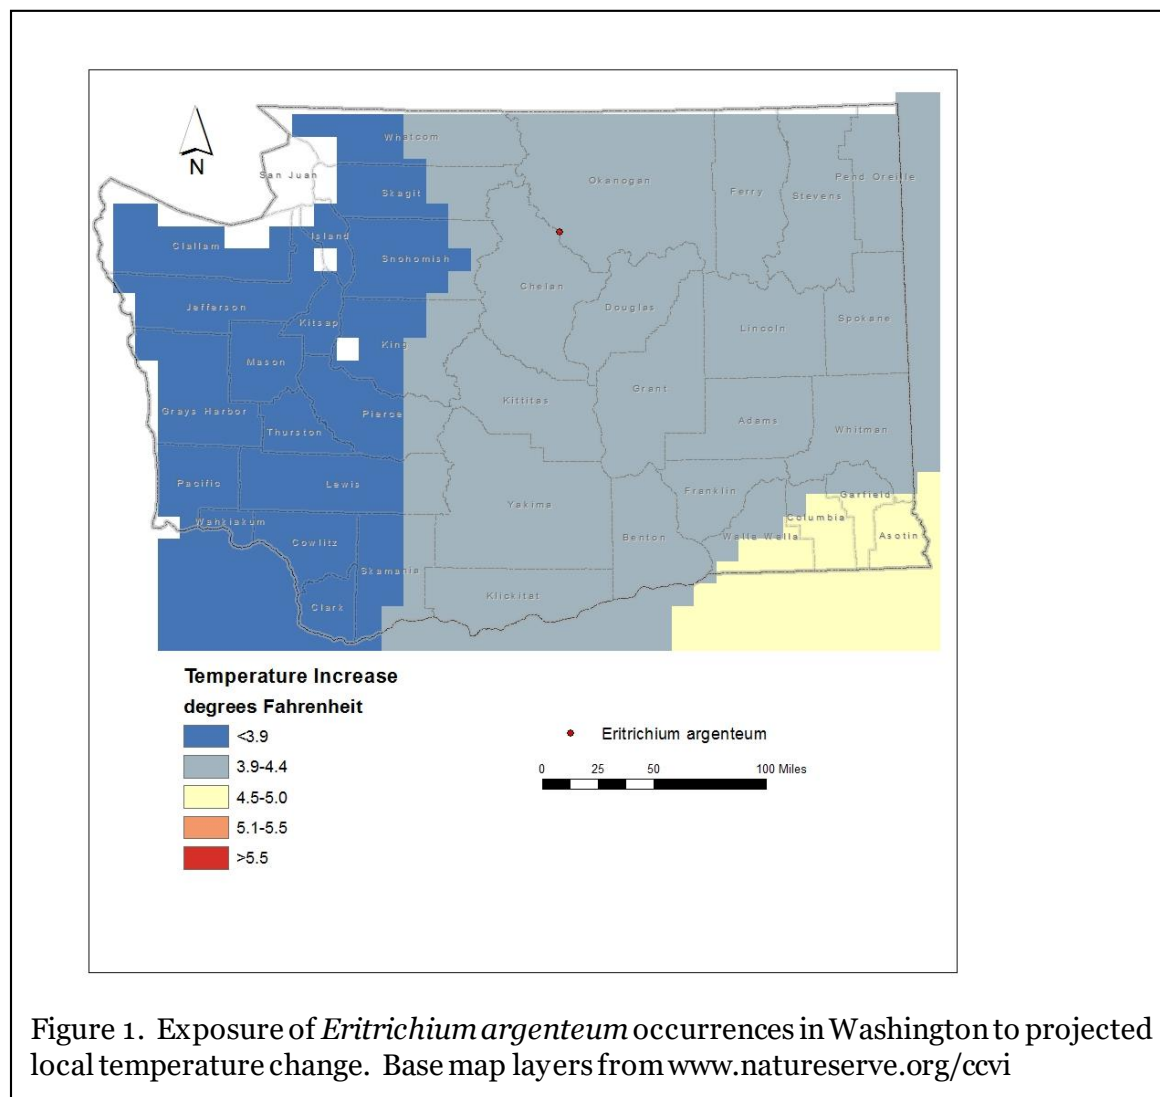 N
San Juan
Whatcom
Okanogan
Ferry
Stevens
Pend Oreille
Skagit
Island
Clallam
Snohomish
Chelan
Douglas
Jefferson
Kitsap
King
Lincoln
Spokane
Mason
Grays Harbor
Pierce
Kittitas
Grant
Thurston
Adams
Whitman
Pacific
Lewis
Yakima
Franklin
Garfield
Wahkiakum
Columbia
Cowlitz
Benton
Walla Walla
Asotin
Skamania
Clark
Klickitat
Temperature Increase
degrees Fahrenheit
<3.9
3.9-4.4
4.5-5.0
5.1-5.5
>5.5
Eritrichium argenteum
0 25 50 100 Miles
Figure 1. Exposure of Eritrichium argenteum occurrences in Washington to projected
local temperature change. Base map layers from www.natureserve.org/ccvi